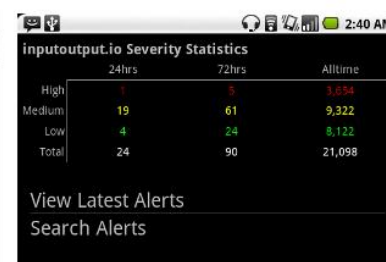 2:40 AM
inputoutput.io Severity Statistics
24hrs 72hrs Alltime
High 1 5 3,654
Medium 19 61 9,322
Low 4 24 8,122
Total 24 90 21,098
View Latest Alerts
Search Alerts